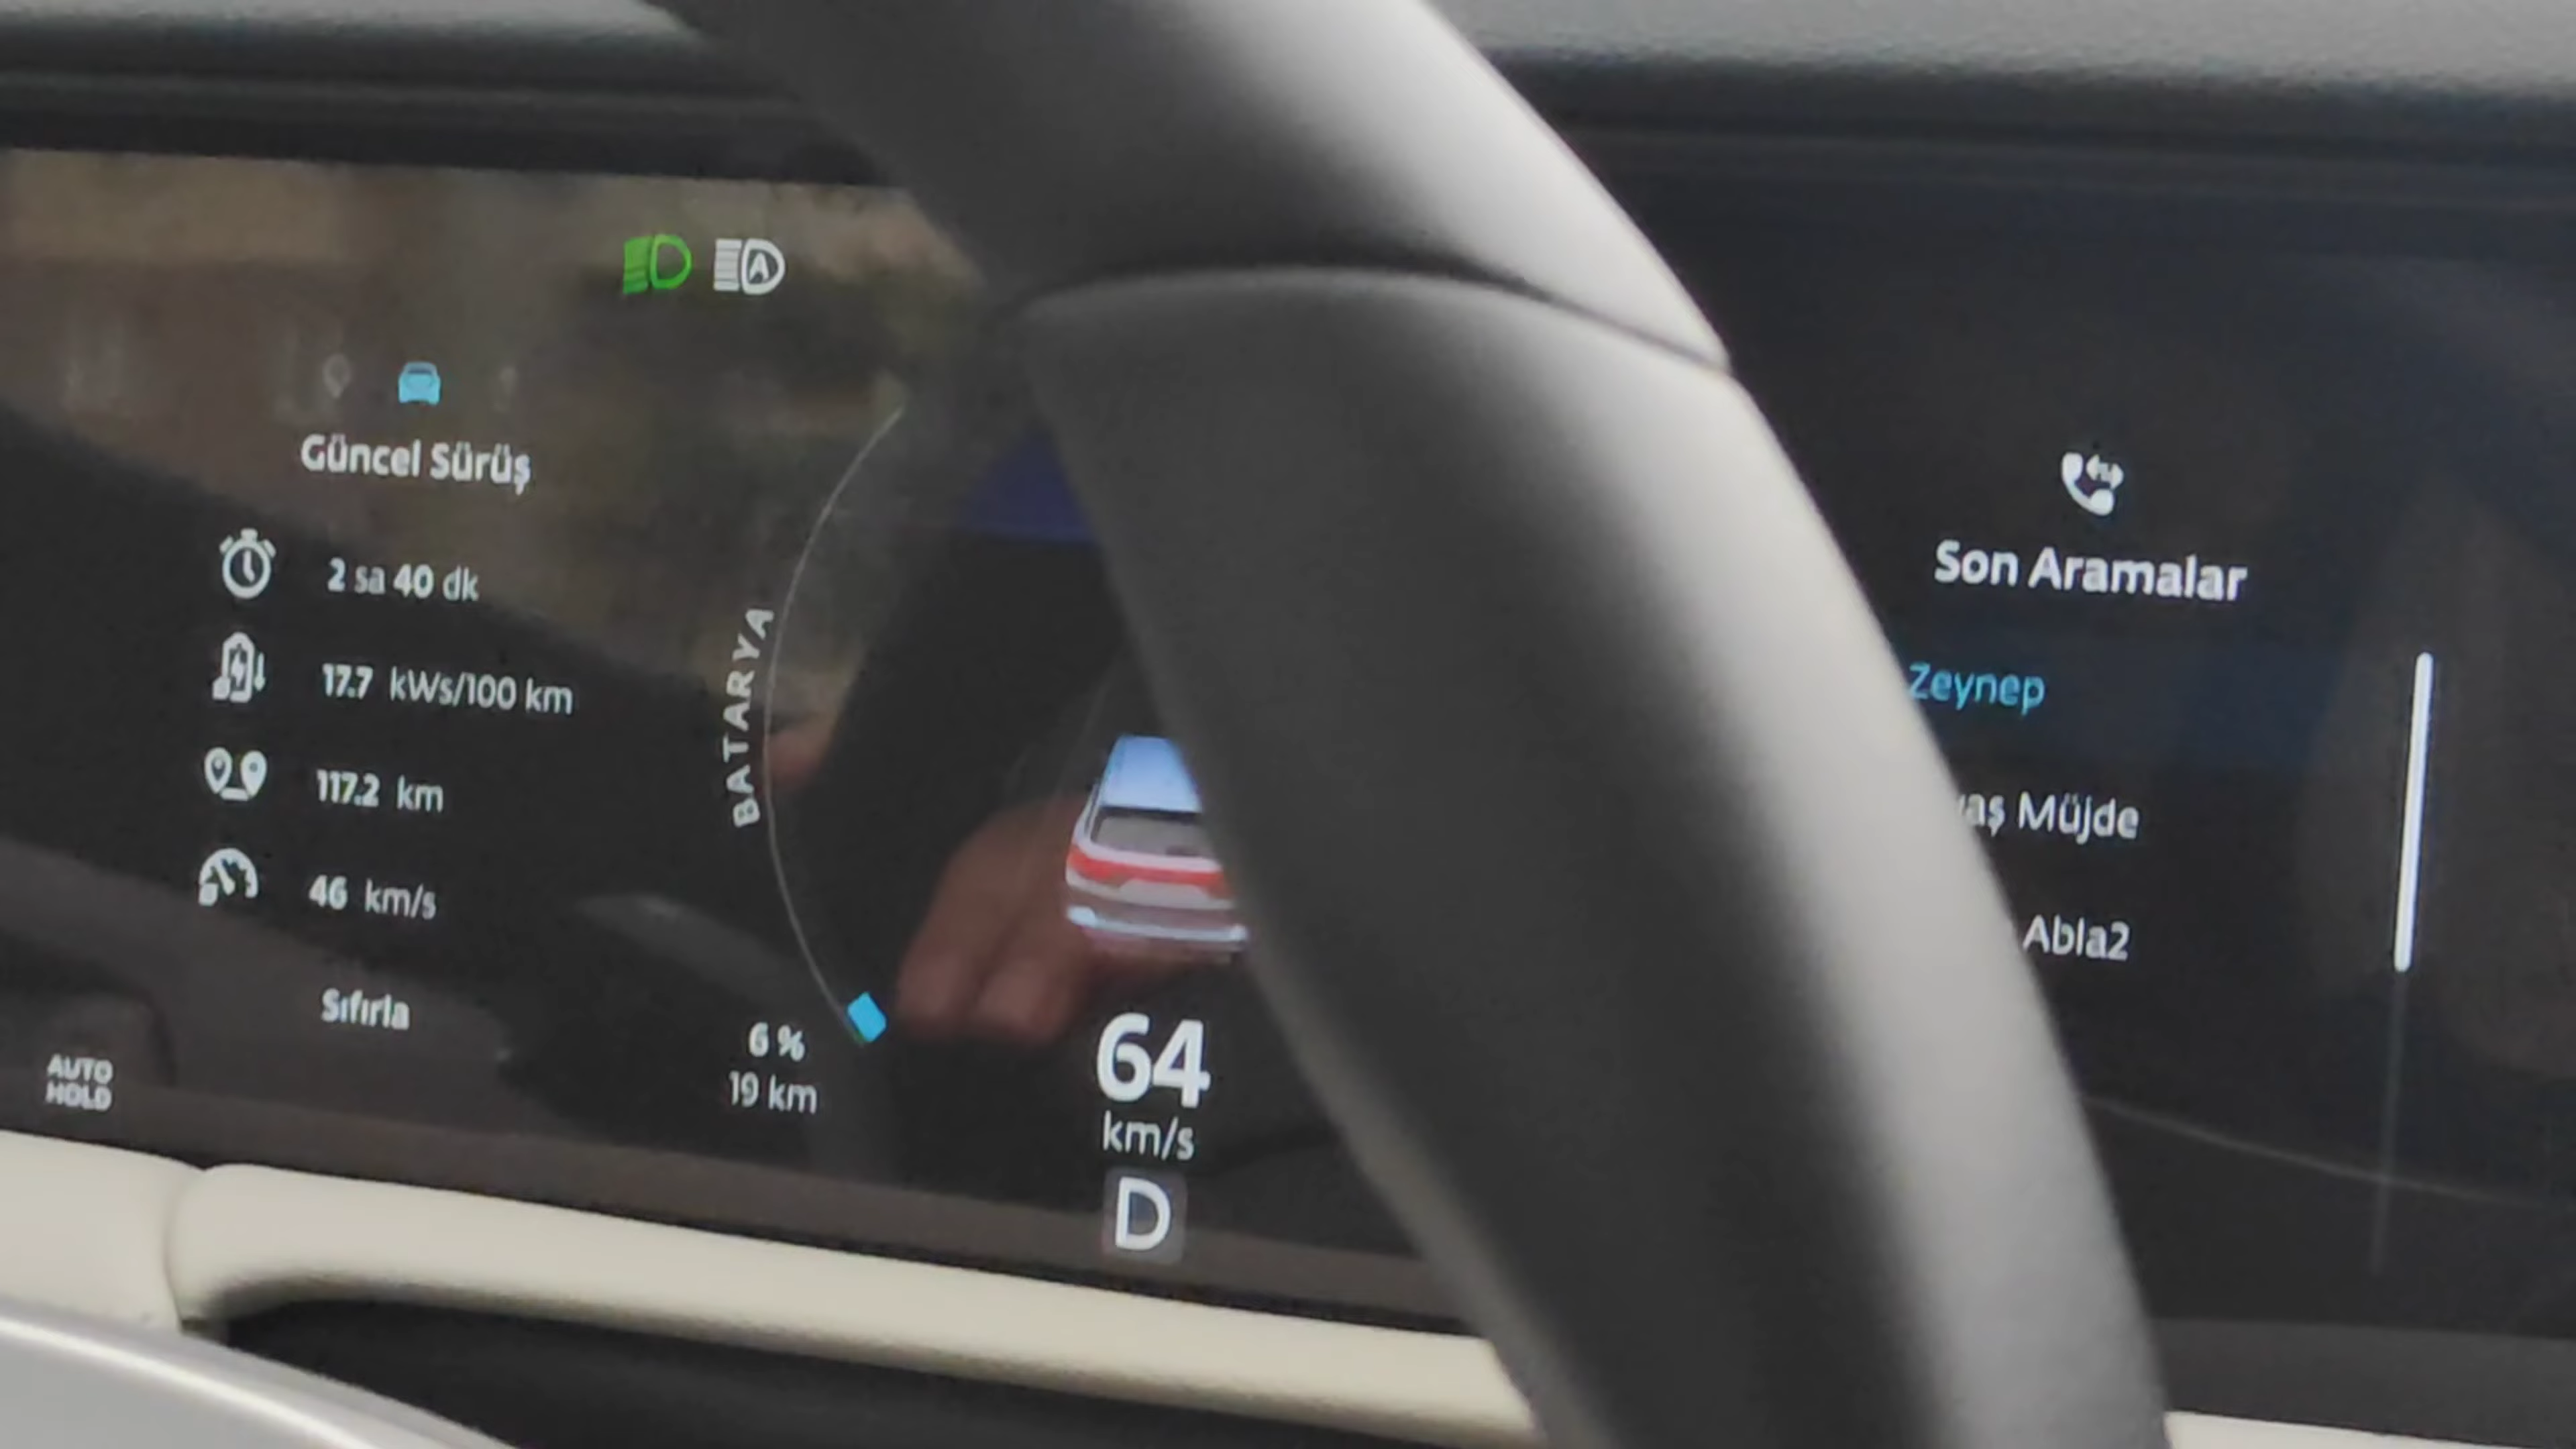 Güncel Sürüş
2 sa 40 dk
17.7 kWs/100 km
117.2 km
46 km/s
Sıfırla
AUTO
HOLD
BATARYA
6 %
19 km
64
km/s
D
Son Aramalar
Zeynep
Müjde
Abla2